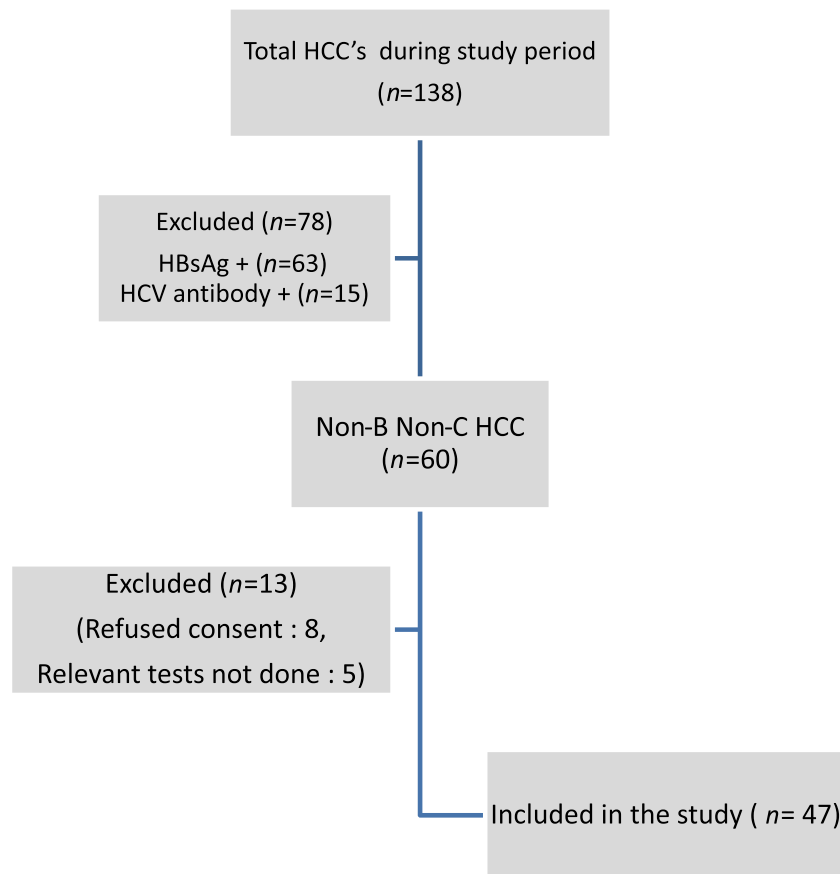 Total HCC's  during study period
(n=138)
Excluded (n=78)
HBsAg + (n=63)
HCV antibody + (n=15)
Non-B Non-C HCC
(n=60)
Excluded (n=13)
(Refused consent : 8,
Relevant tests not done : 5)
Included in the study ( n= 47)